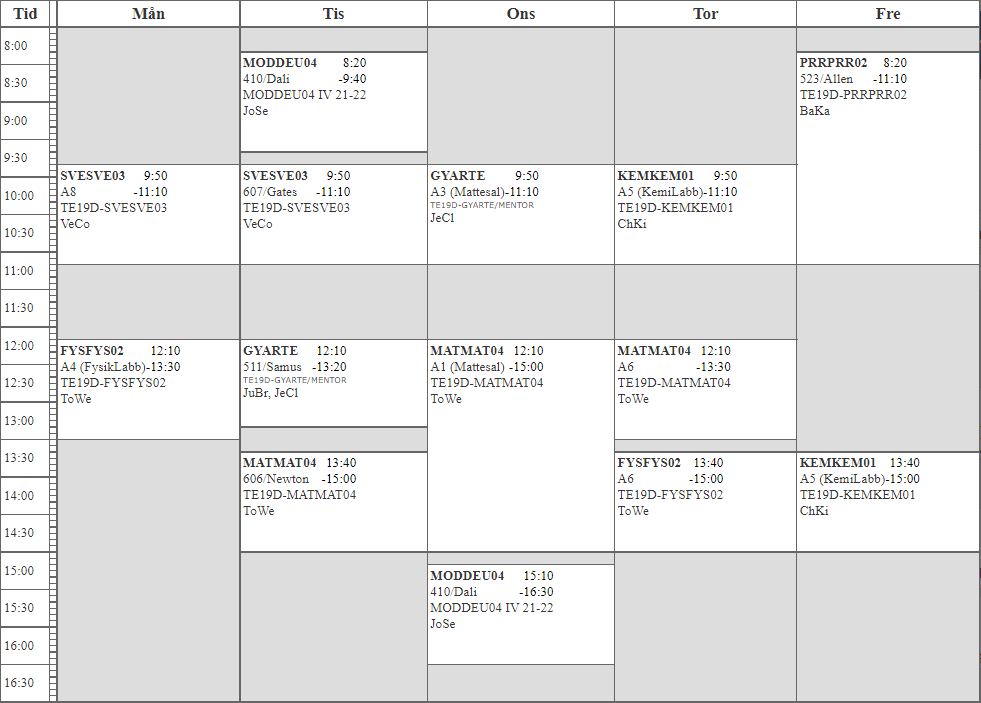 Tid Mån Tis Ons Tor Fre
8:00
8:30
9:00
9:30
10:00
10:30
11:00
11:30
12:00
12:30
13:00
13:30
14:00
14:30
15:00
15:30
16:00
16:30
SVESVE03 9:50
A8 -11:10
TE19D-SVESVE03
VeCo
FYSFYS02 12:10
A4 (FysikLabb)-13:30
TE19D-FYSFYS02
ToWe
MODDEU04 8:20
410/Dali -9:40
MODDEU04 IV 21-22
JoSe
SVESVE03 9:50
607/Gates -11:10
TE19D-SVESVE03
VeCo
GYARTE 12:10
511/Samus -13:20
TE19D-GYARTE/MENTOR
JuBr, JeCl
MATMAT04 13:40
606/Newton -15:00
TE19D-MATMAT04
ToWe
GYARTE 9:50
A3 (Mattesal)-11:10
TE19D-GYARTE/MENTOR
JeCl
MATMAT04 12:10
A1 (Mattesal) -15:00
TE19D-MATMAT04
ToWe
MODDEU04 15:10
410/Dali -16:30
MODDEU04 IV 21-22
JoSe
KEMKEM01 9:50
A5 (KemiLabb)-11:10
TE19D-KEMKEM01
ChKi
MATMAT04 12:10
A6 -13:30
TE19D-MATMAT04
ToWe
FYSFYS02 13:40
A6 -15:00
TE19D-FYSFYS02
ToWe
PRRPRR02 8:20
523/Allen -11:10
TE19D-PRRPRR02
BaKa
KEMKEM01 13:40
A5 (KemiLabb)-15:00
TE19D-KEMKEM01
ChKi